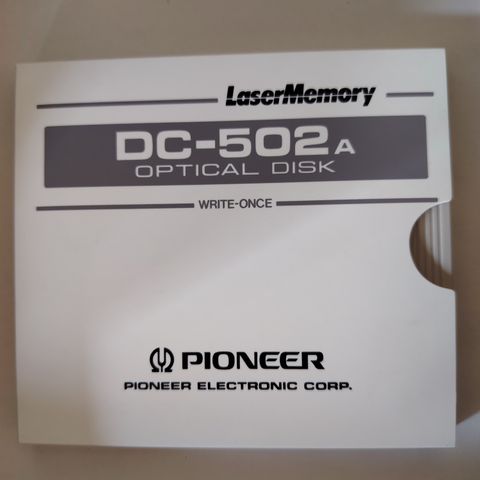 LaserMemory
DC-502A
OPTICAL DISK
WRITE-ONCE
PIONEER
PIONEER ELECTRONIC CORP.